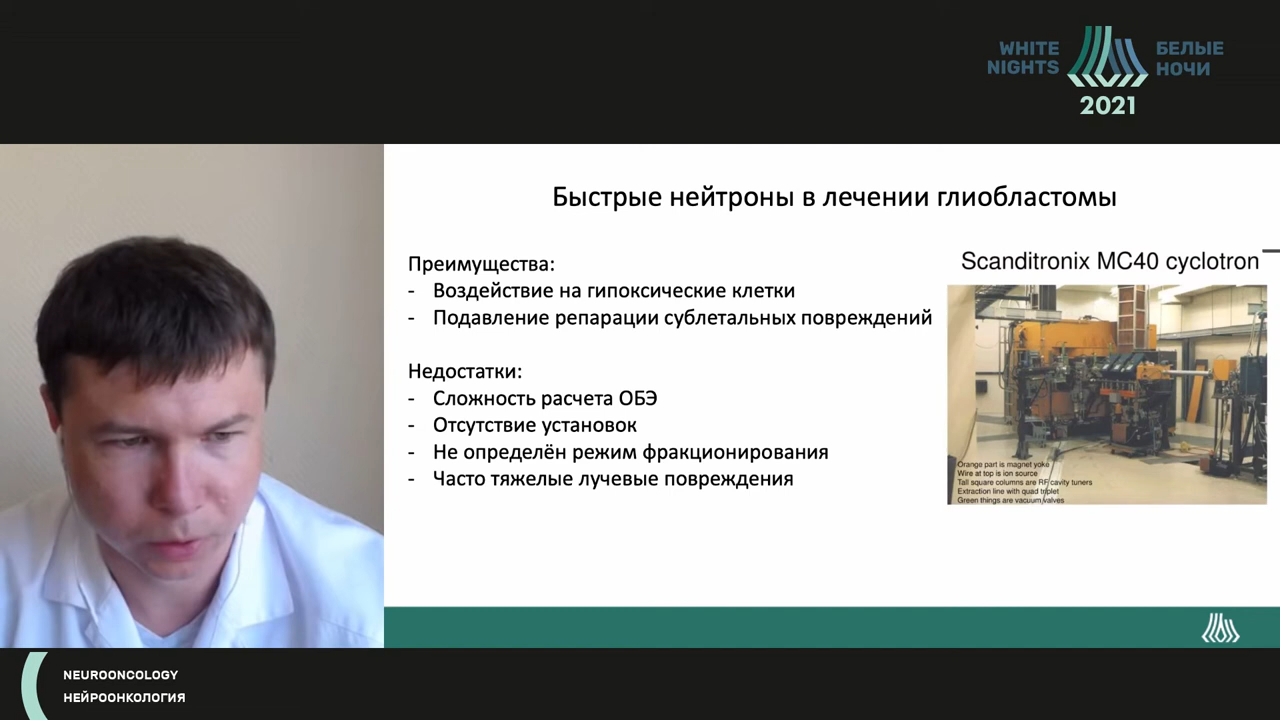 WHITE NIGHTS
БЕЛЫЕ НОЧИ
2021
Быстрые нейтроны в лечении глиобластомы
Преимущества:
- Воздействие на гипоксические клетки
- Подавление репарации сублетальных повреждений
Недостатки:
- Сложность расчета ОБЭ
- Отсутствие установок
- Не определён режим фракционирования
- Часто тяжелые лучевые повреждения
Scanditronix MC40 cyclotron
Orange part is magnet yoke
Wire at top is ion source
Tall square columns are RF cavity tuners
Extraction line with quad triplet
Green things are vacuum valves
NEUROONCOLOGY
НЕЙРООНКОЛОГИЯ